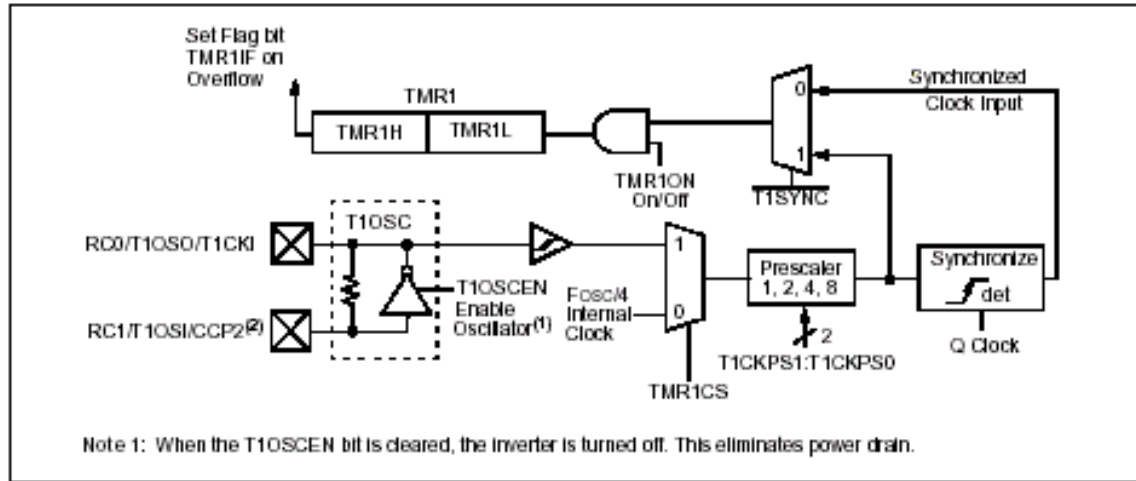 Set Flag bit
TMR1IF on
Overflow
TMR1
TMR1H
TMR1L
TMR1ON
On/Off
0
1
T1SYNC
Synchronized
Clock Input
RC0/T1OSO/T1CKI
T1OSC
RC1/T1OSI/CCP2(2)
T1OSCEN
Enable
Oscillator(1)
FOSC/4
Internal
Clock
1
0
TMR1CS
Prescaler
1, 2, 4, 8
2
T1CKPS1:T1CKPS0
Synchronize
det
Q Clock
Note 1: When the T1OSCEN bit is cleared, the inverter is turned off. This eliminates power drain.